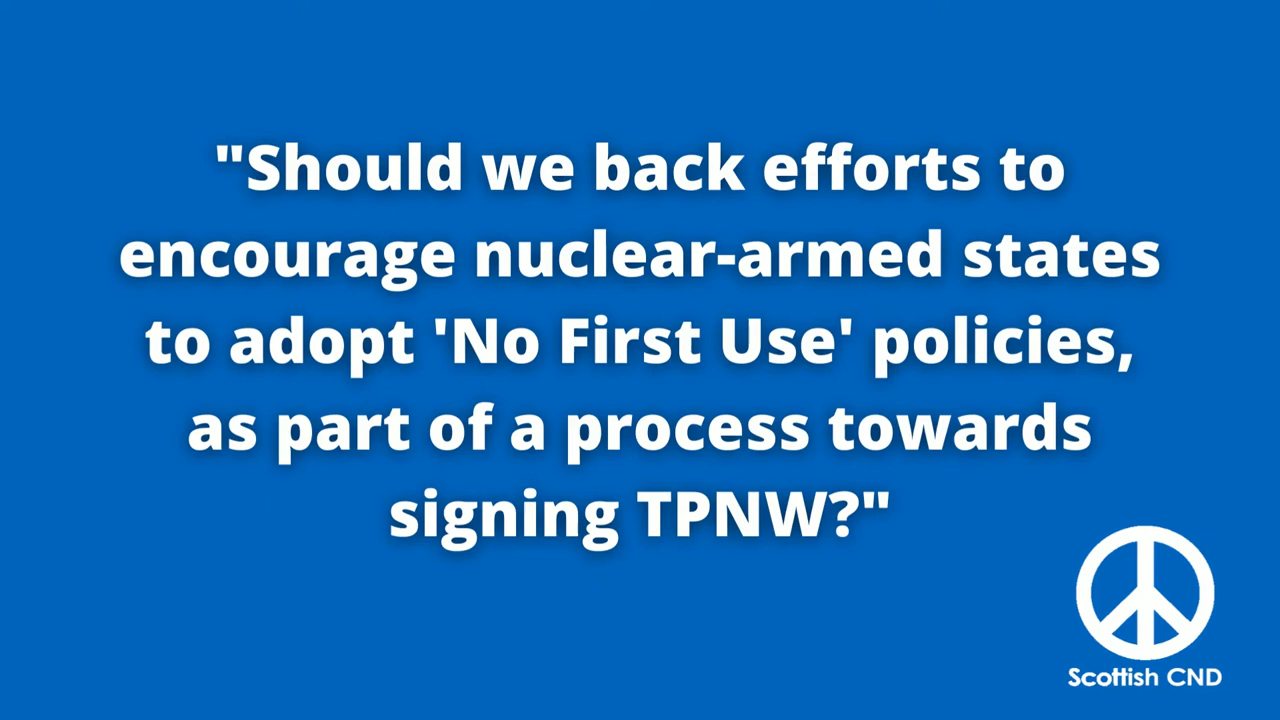 "Should we back efforts to
encourage nuclear-armed states
to adopt 'No First Use' policies,
as part of a process towards
signing TPNW?"
Scottish CND